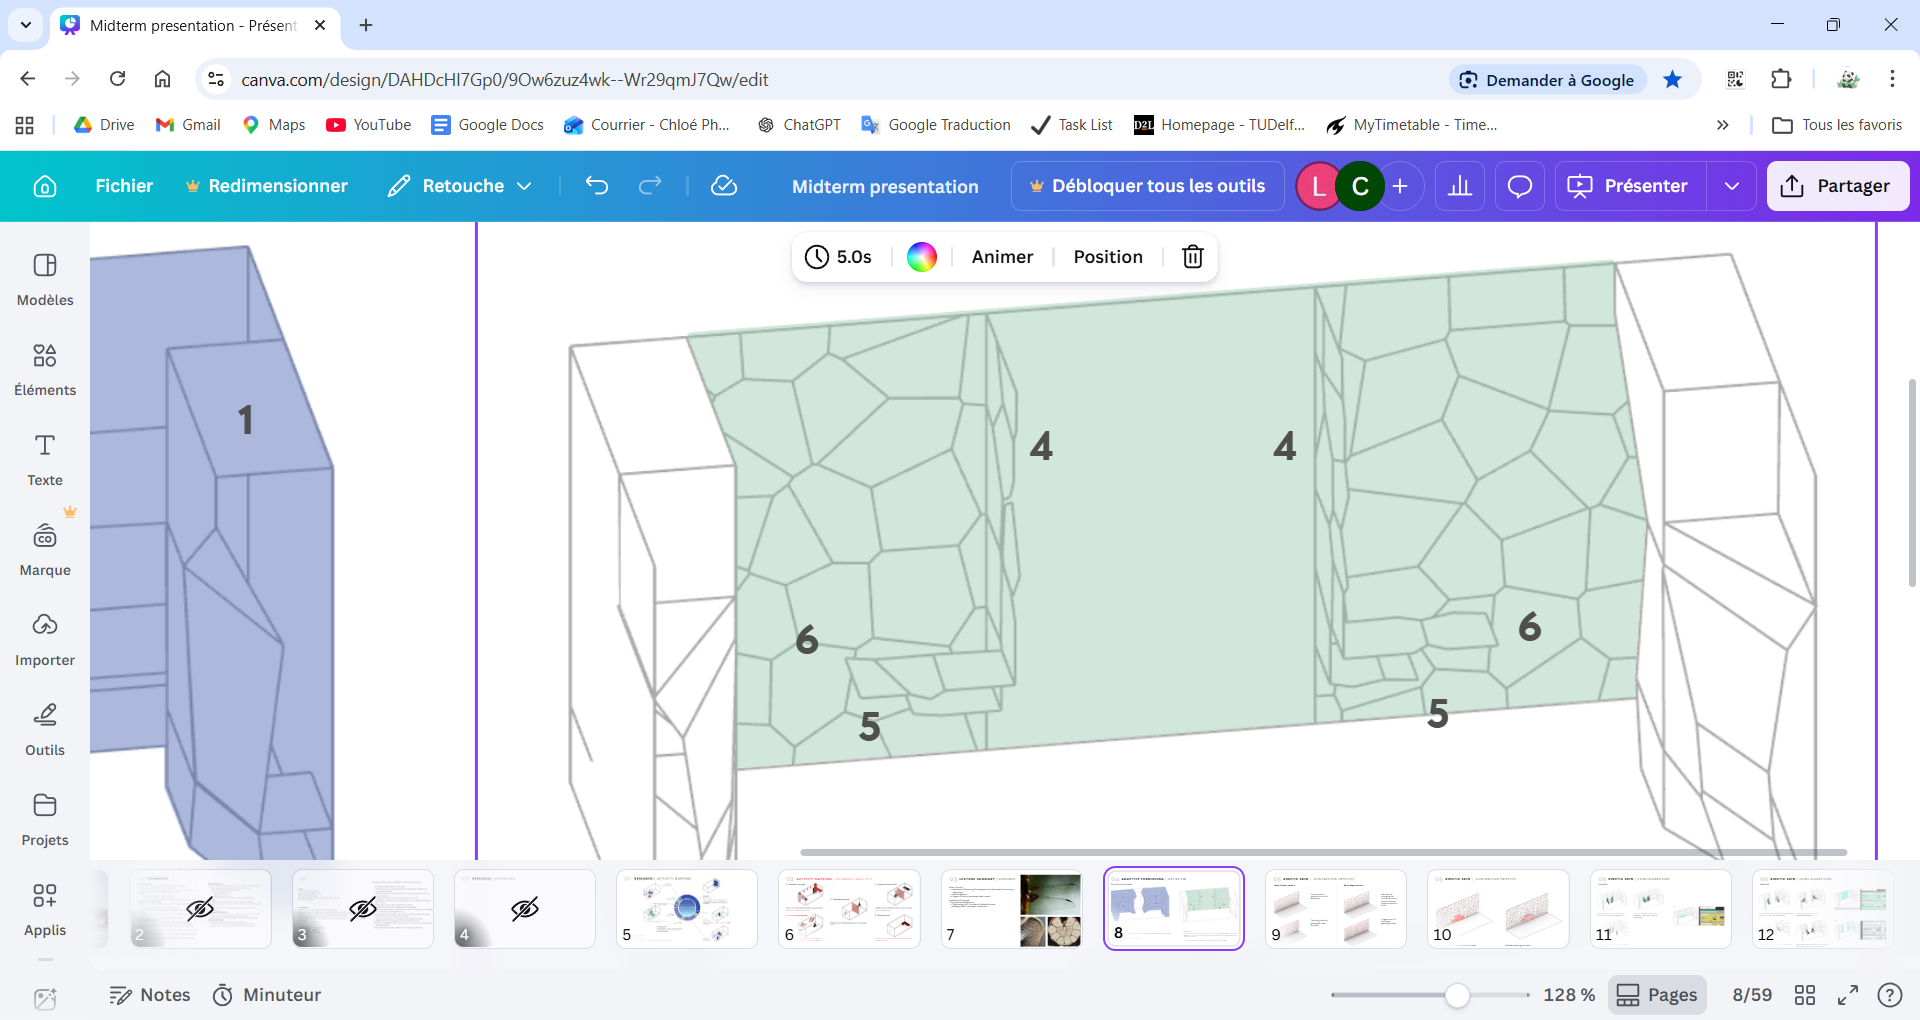 Midterm presentation - Présent
canva.com/design/DAHDcHI7Gp0/9Ow6zuz4wk--Wr29qmJ7Qw/edit
Demander à Google
Drive
Gmail
Maps
YouTube
Google Docs
Courrier - Chloé Ph...
ChatGPT
Google Traduction
Task List
D2L
Homepage - TUDelf...
MyTimetable - Time...
»
Tous les favoris
Fichier
Redimensionner
Retouche
Midterm presentation
Débloquer tous les outils
L
C
Présenter
Partager
Modèles
Éléments
Texte
Marque
Importer
Outils
Projets
Applis
5.0s
Animer
Position
1
4
4
6
6
5
5
2
3
4
5
6
7
8
9
10
11
12
Notes
Minuteur
128 %
Pages
8/59